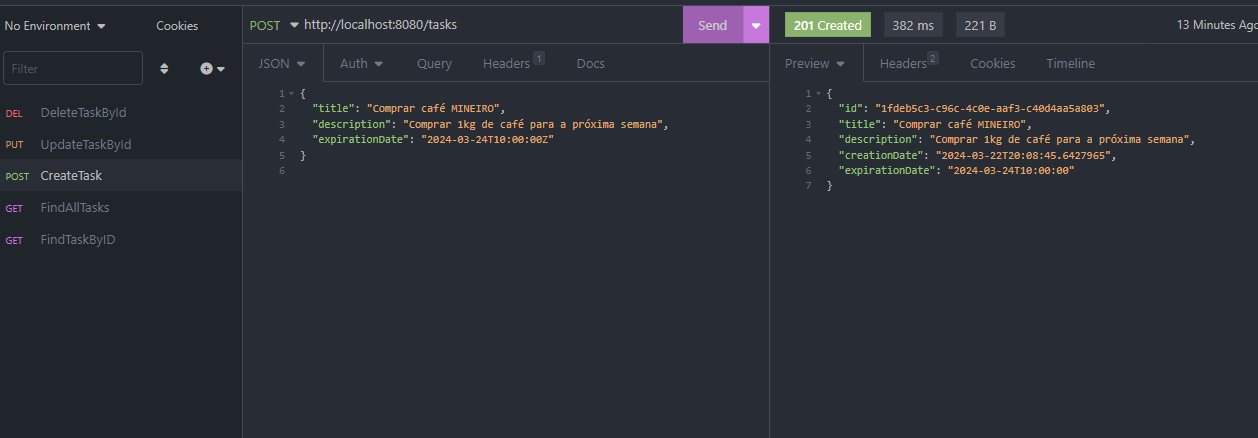 No Environment
Cookies
Filter
DEL DeleteTaskById
PUT UpdateTaskById
POST CreateTask
GET FindAllTasks
GET FindTaskByID
POST http://localhost:8080/tasks
Send
JSON Auth Query Headers 1 Docs
1 {
2 "title": "Comprar café MINEIRO",
3 "description": "Comprar 1kg de café para a próxima semana",
4 "expirationDate": "2024-03-24T10:00:00Z"
5 }
6
201 Created 382 ms 221 B 13 Minutes Ago
Preview Headers 2 Cookies Timeline
1 {
2 "id": "1fdeb5c3-c96c-4c0e-aaf3-c40d4aa5a803",
3 "title": "Comprar café MINEIRO",
4 "description": "Comprar 1kg de café para a próxima semana",
5 "creationDate": "2024-03-22T20:08:45.6427965",
6 "expirationDate": "2024-03-24T10:00:00"
7 }